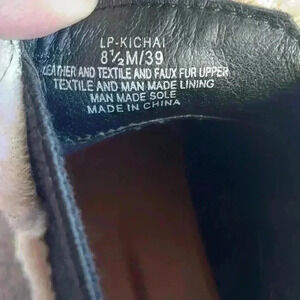 LP-KICHAI
8½M/39
LEATHER AND TEXTILE AND FAUX FUR UPPER
TEXTILE AND MAN MADE LINING
MAN MADE SOLE
MADE IN CHINA